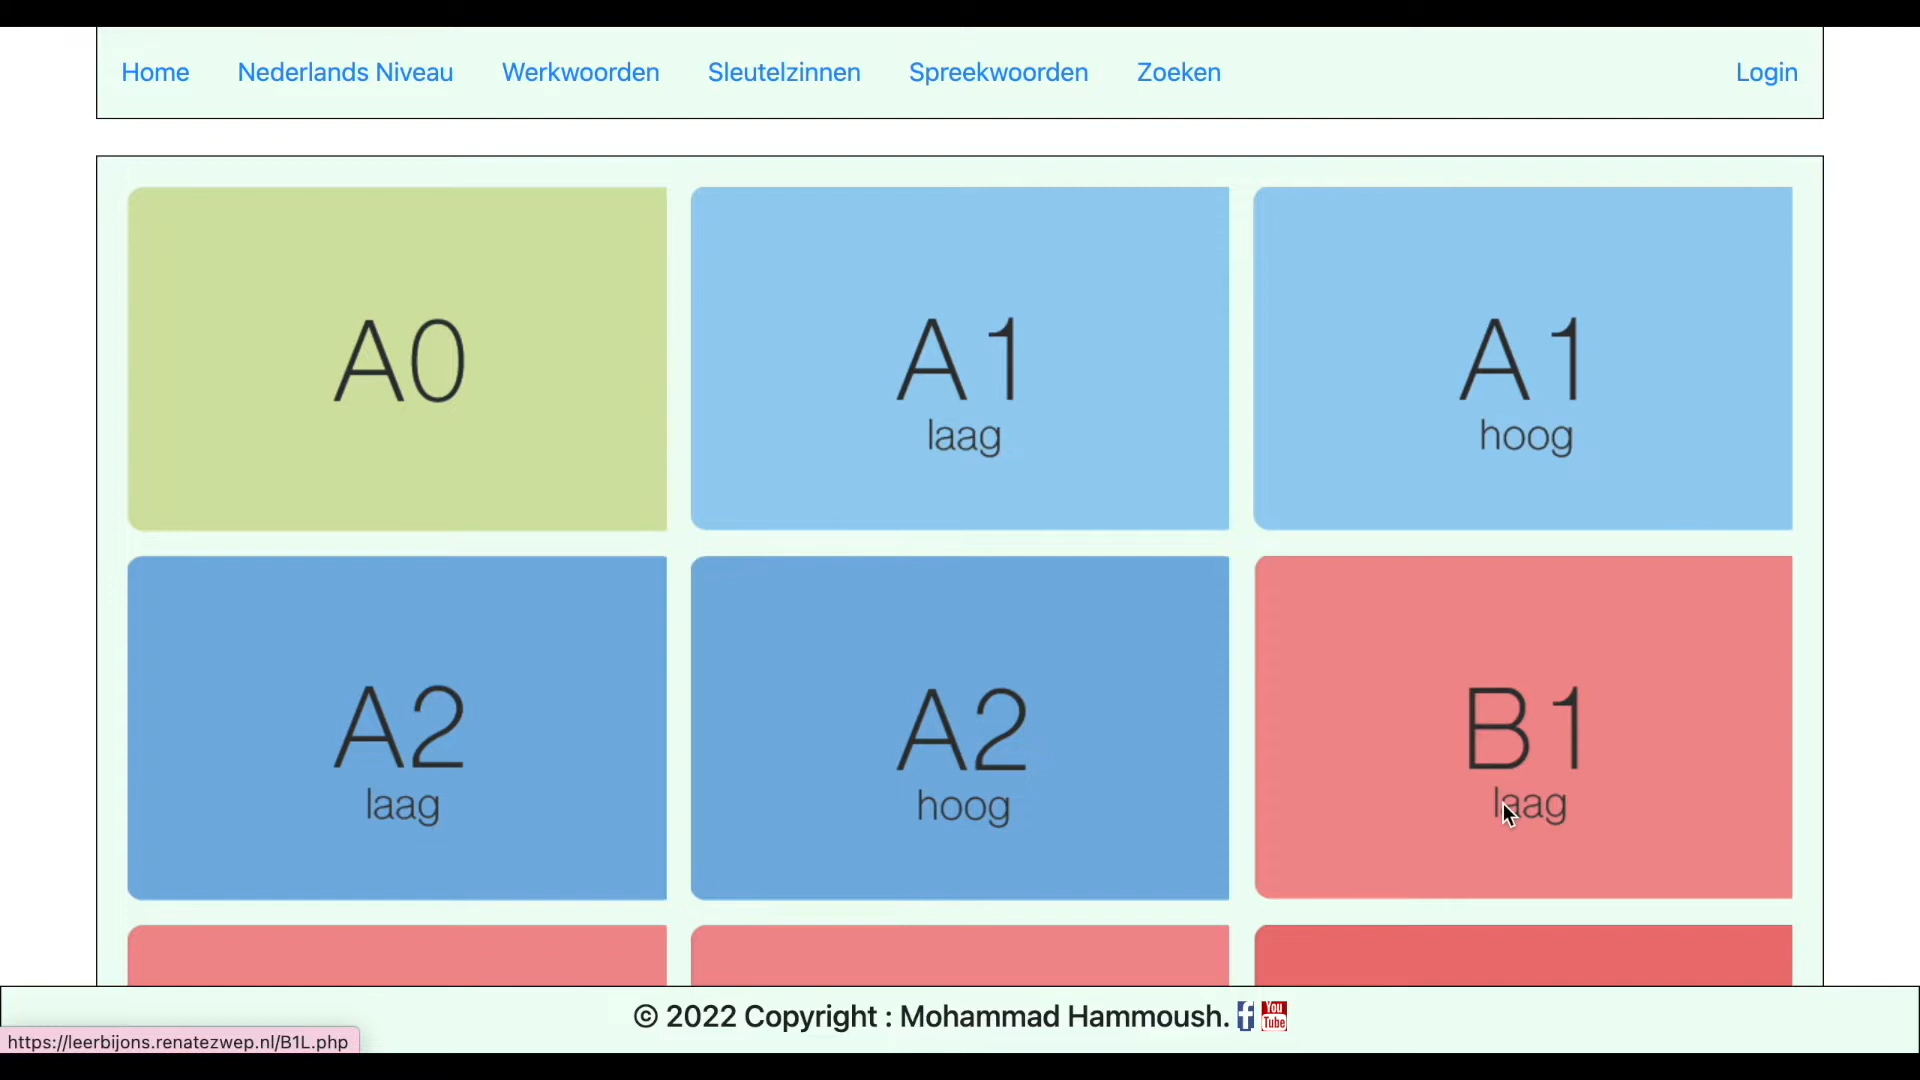 Home Nederlands Niveau Werkwoorden Sleutelzinnen Spreekwoorden Zoeken Login
A0
A1
laag
A1
hoog
A2
laag
A2
hoog
B1
laag
© 2022 Copyright : Mohammad Hammoush. f You Tube
https://leerbijons.renatezwep.nl/B1L.php